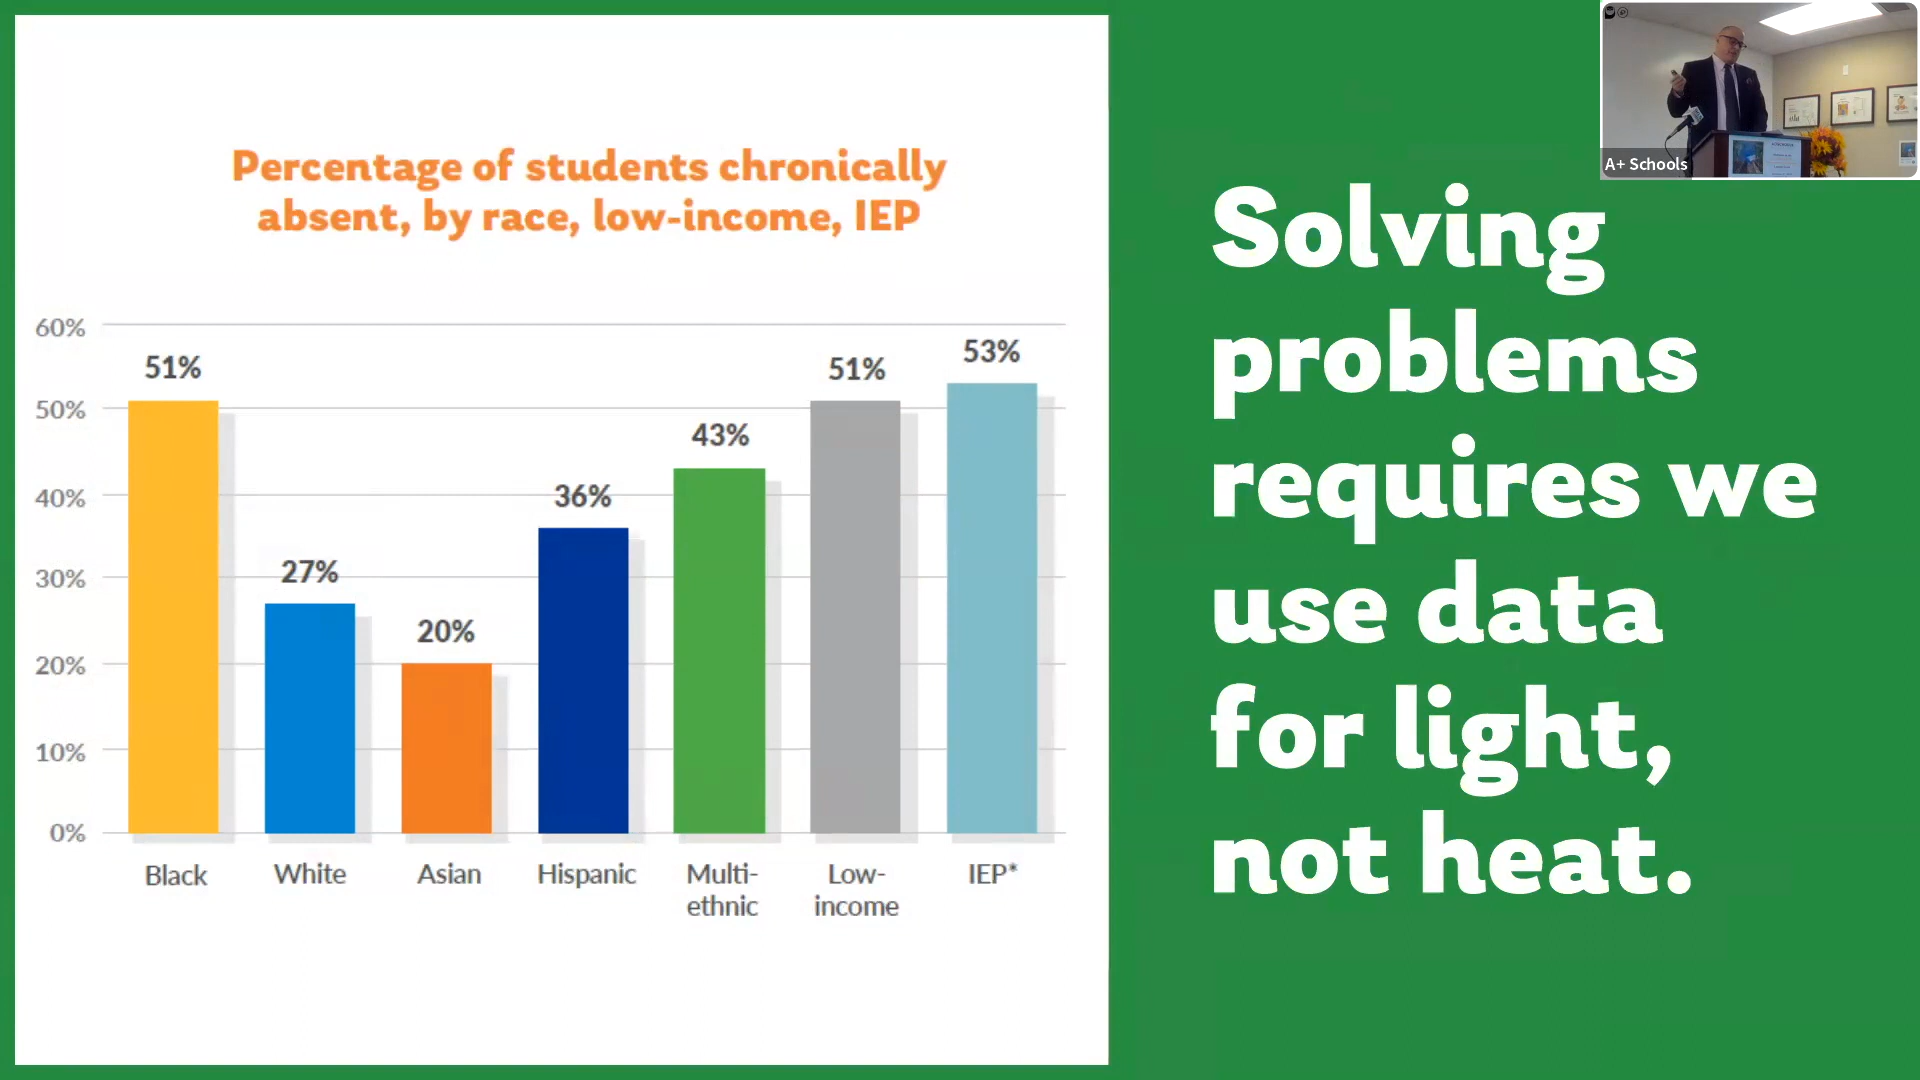 Percentage of students chronically
absent, by race, low-income, IEP
60%
50%
40%
30%
20%
10%
0%
51%
27%
20%
36%
43%
51%
53%
Black
White
Asian
Hispanic
Multi-
ethnic
Low-
income
IEP*
Solving
problems
requires we
use data
for light,
not heat.
A+ Schools